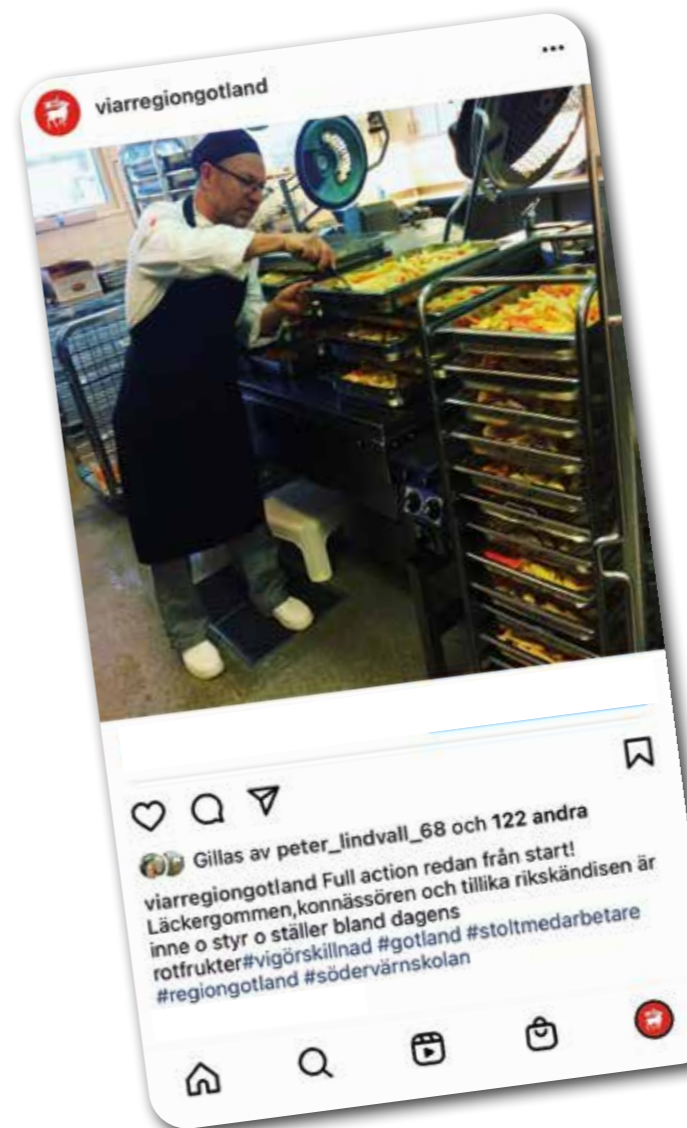 viarregiongotland
Gillas av peter_lindvall_68 och 122 andra
viarregiongotland Full action redan från start!
Läckergommen,konnässören och tillika rikskändisen är
inne o styr o ställer bland dagens
rotfrukter#vigörskillnad #gotland #stoltmedarbetare
#regiongotland #södervärnskolan